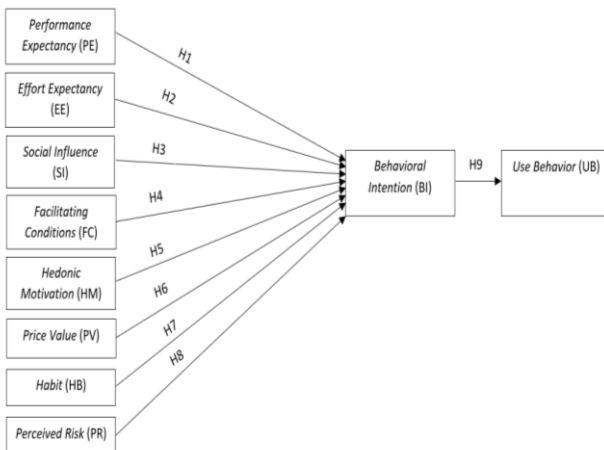 Performance
Expectancy (PE)
H1
Effort Expectancy
(EE)
H2
Social Influence
(SI)
H3
Behavioral
Intention (BI)
H9
Use Behavior (UB)
Facilitating
Conditions (FC)
H4
Hedonic
Motivation (HM)
H5
Price Value (PV)
H6
Habit (HB)
H7
Perceived Risk (PR)
H8